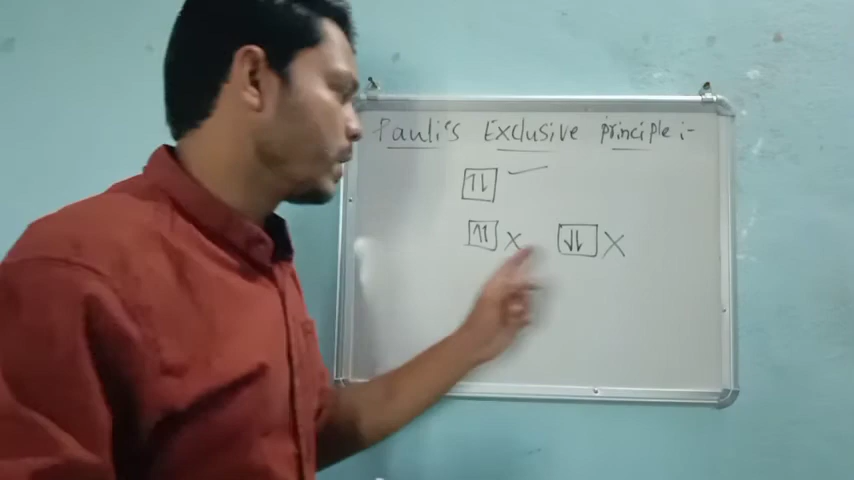 Pauli's Exclusive principle :-
↑↓ ✓
↑↑ X ↓↓ X